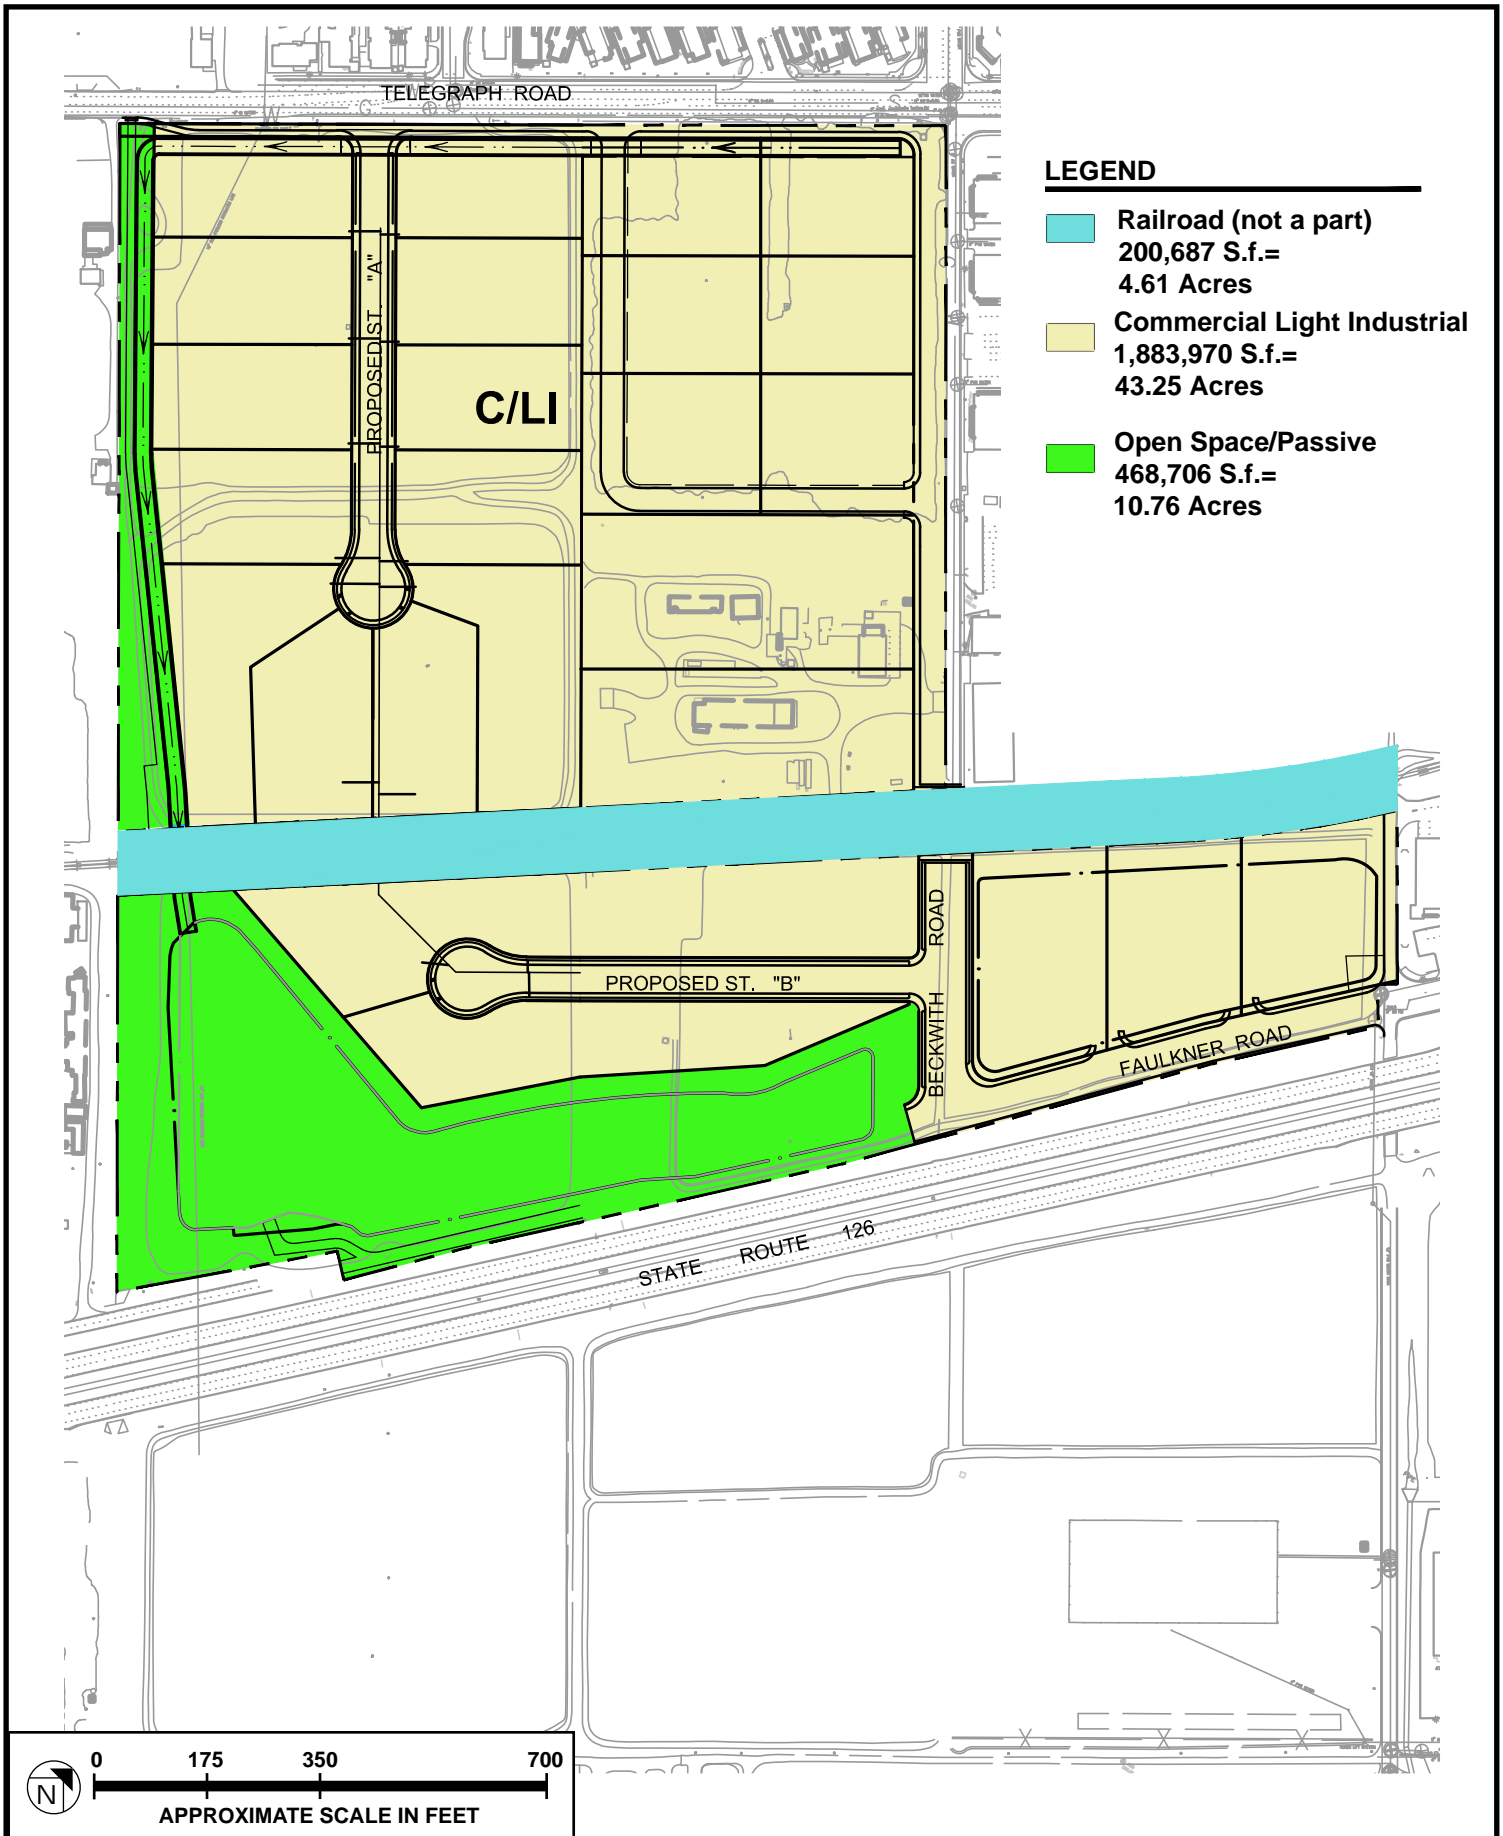 TELEGRAPH ROAD
LEGEND
Railroad (not a part)
200,687 S.f.=
4.61 Acres
Commercial Light Industrial
1,883,970 S.f.=
43.25 Acres
Open Space/Passive
468,706 S.f.=
10.76 Acres
PROPOSED ST. "A"
C/LI
PROPOSED ST. "B"
BECKWITH ROAD
FAULKNER ROAD
STATE ROUTE 126
N
0 175 350 700
APPROXIMATE SCALE IN FEET